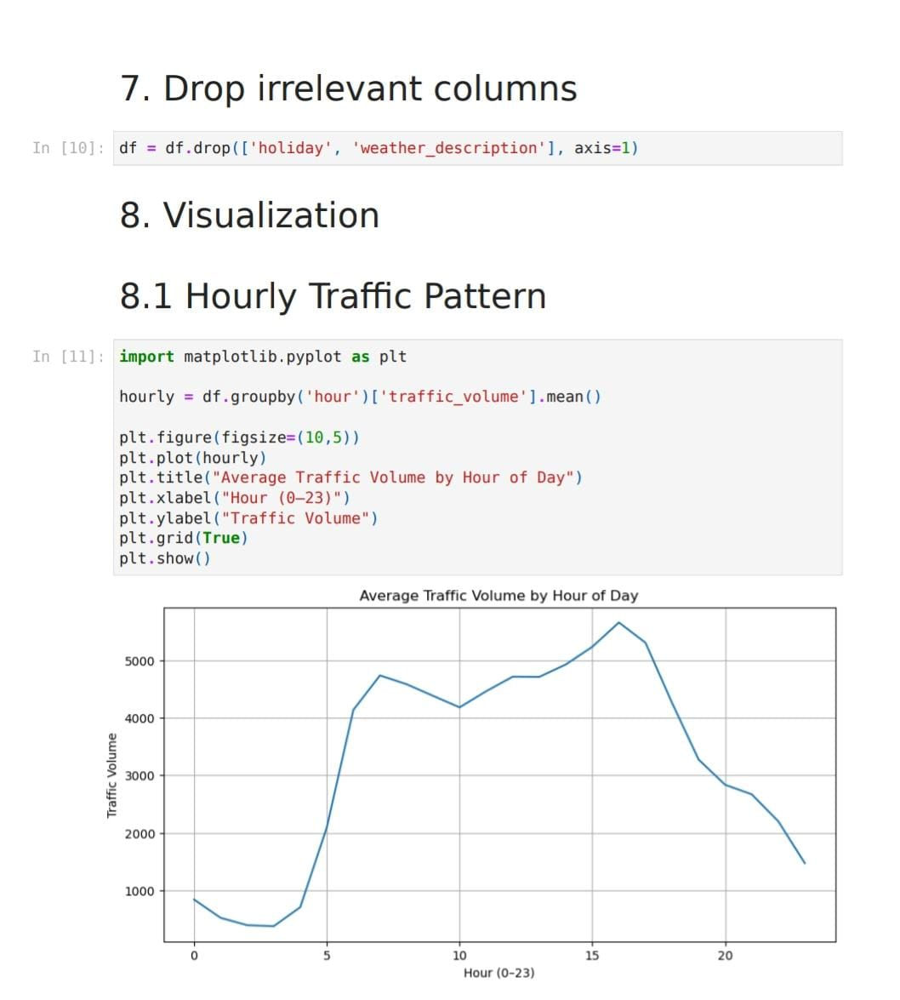 7. Drop irrelevant columns
In [10]: df = df.drop(['holiday', 'weather_description'], axis=1)
8. Visualization
8.1 Hourly Traffic Pattern
In [11]: import matplotlib.pyplot as plt
hourly = df.groupby('hour')['traffic_volume'].mean()
plt.figure(figsize=(10,5))
plt.plot(hourly)
plt.title("Average Traffic Volume by Hour of Day")
plt.xlabel("Hour (0–23)")
plt.ylabel("Traffic Volume")
plt.grid(True)
plt.show()
Average Traffic Volume by Hour of Day
5000
4000
3000
2000
1000
Traffic Volume
0 5 10 15 20
Hour (0–23)